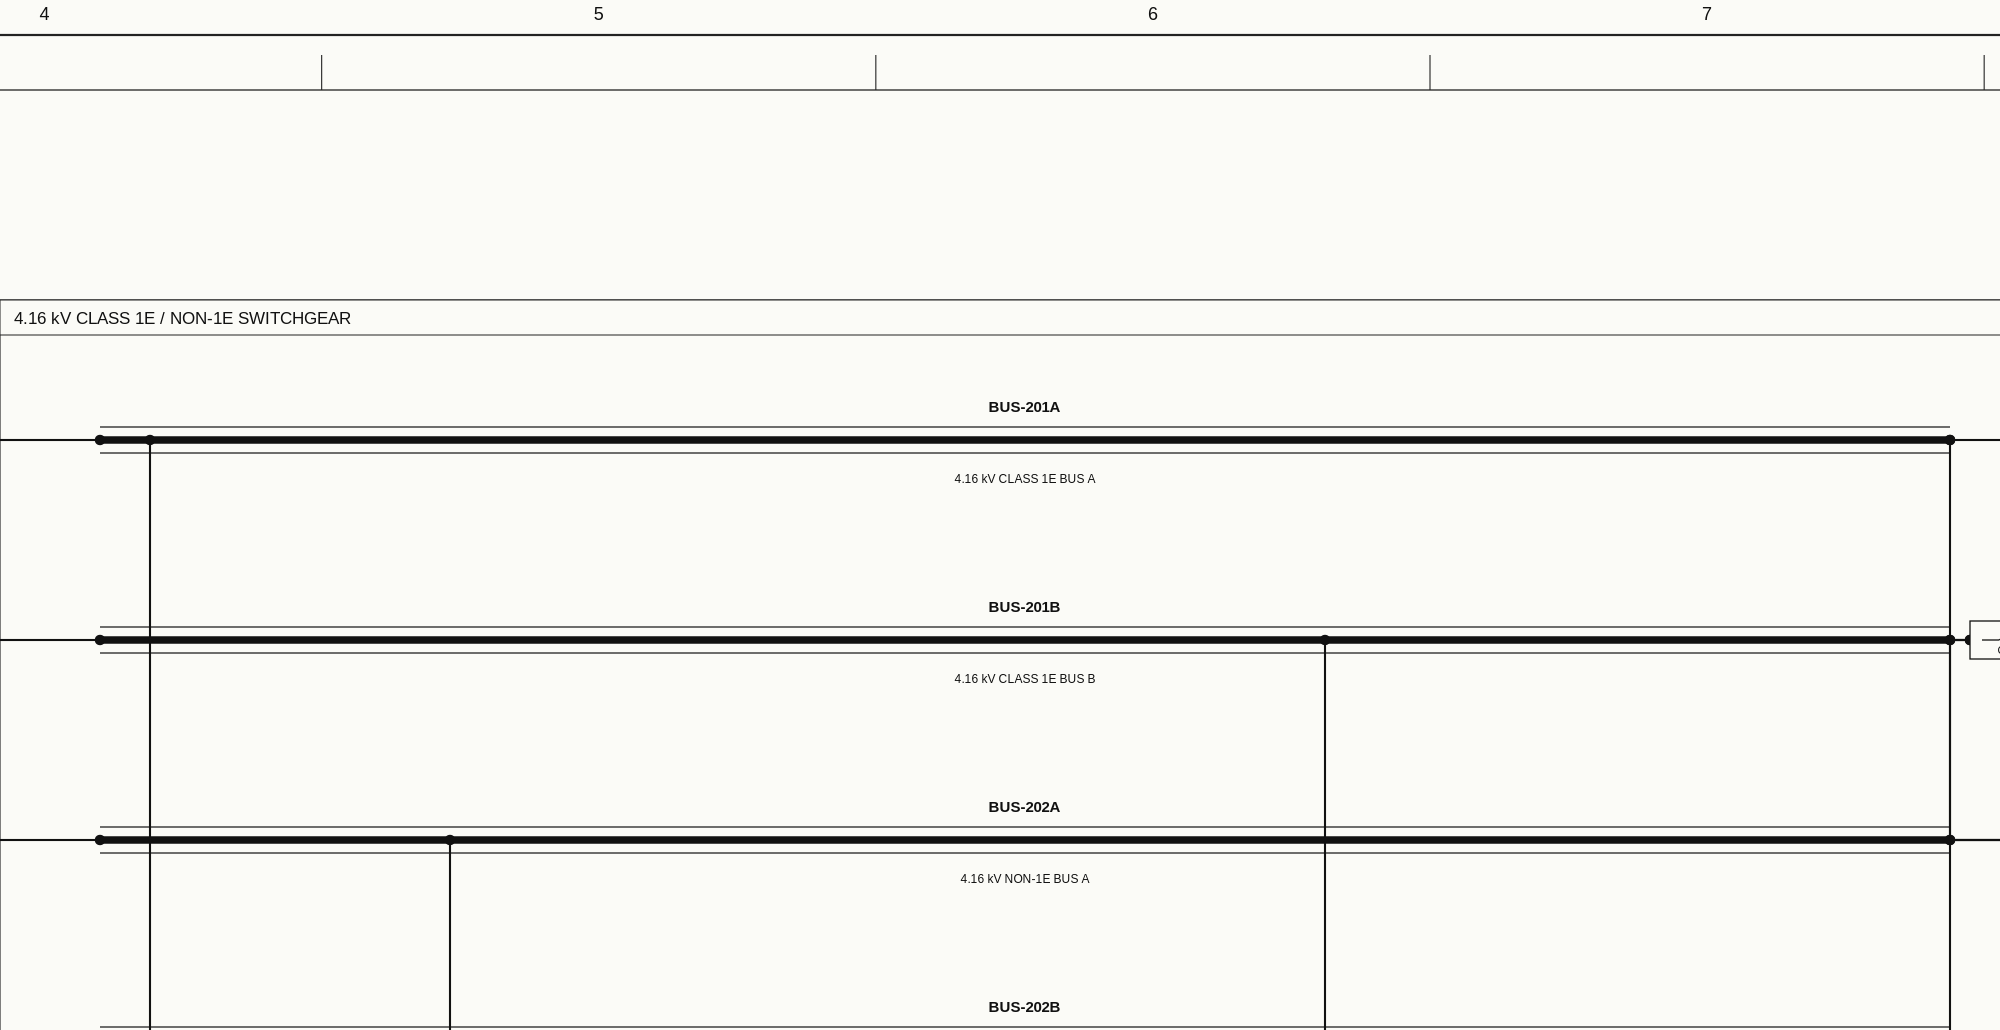 4 5 6 7
4.16 kV CLASS 1E / NON-1E SWITCHGEAR
BUS-201A
4.16 kV CLASS 1E BUS A
BUS-201B
4.16 kV CLASS 1E BUS B
BUS-202A
4.16 kV NON-1E BUS A
BUS-202B